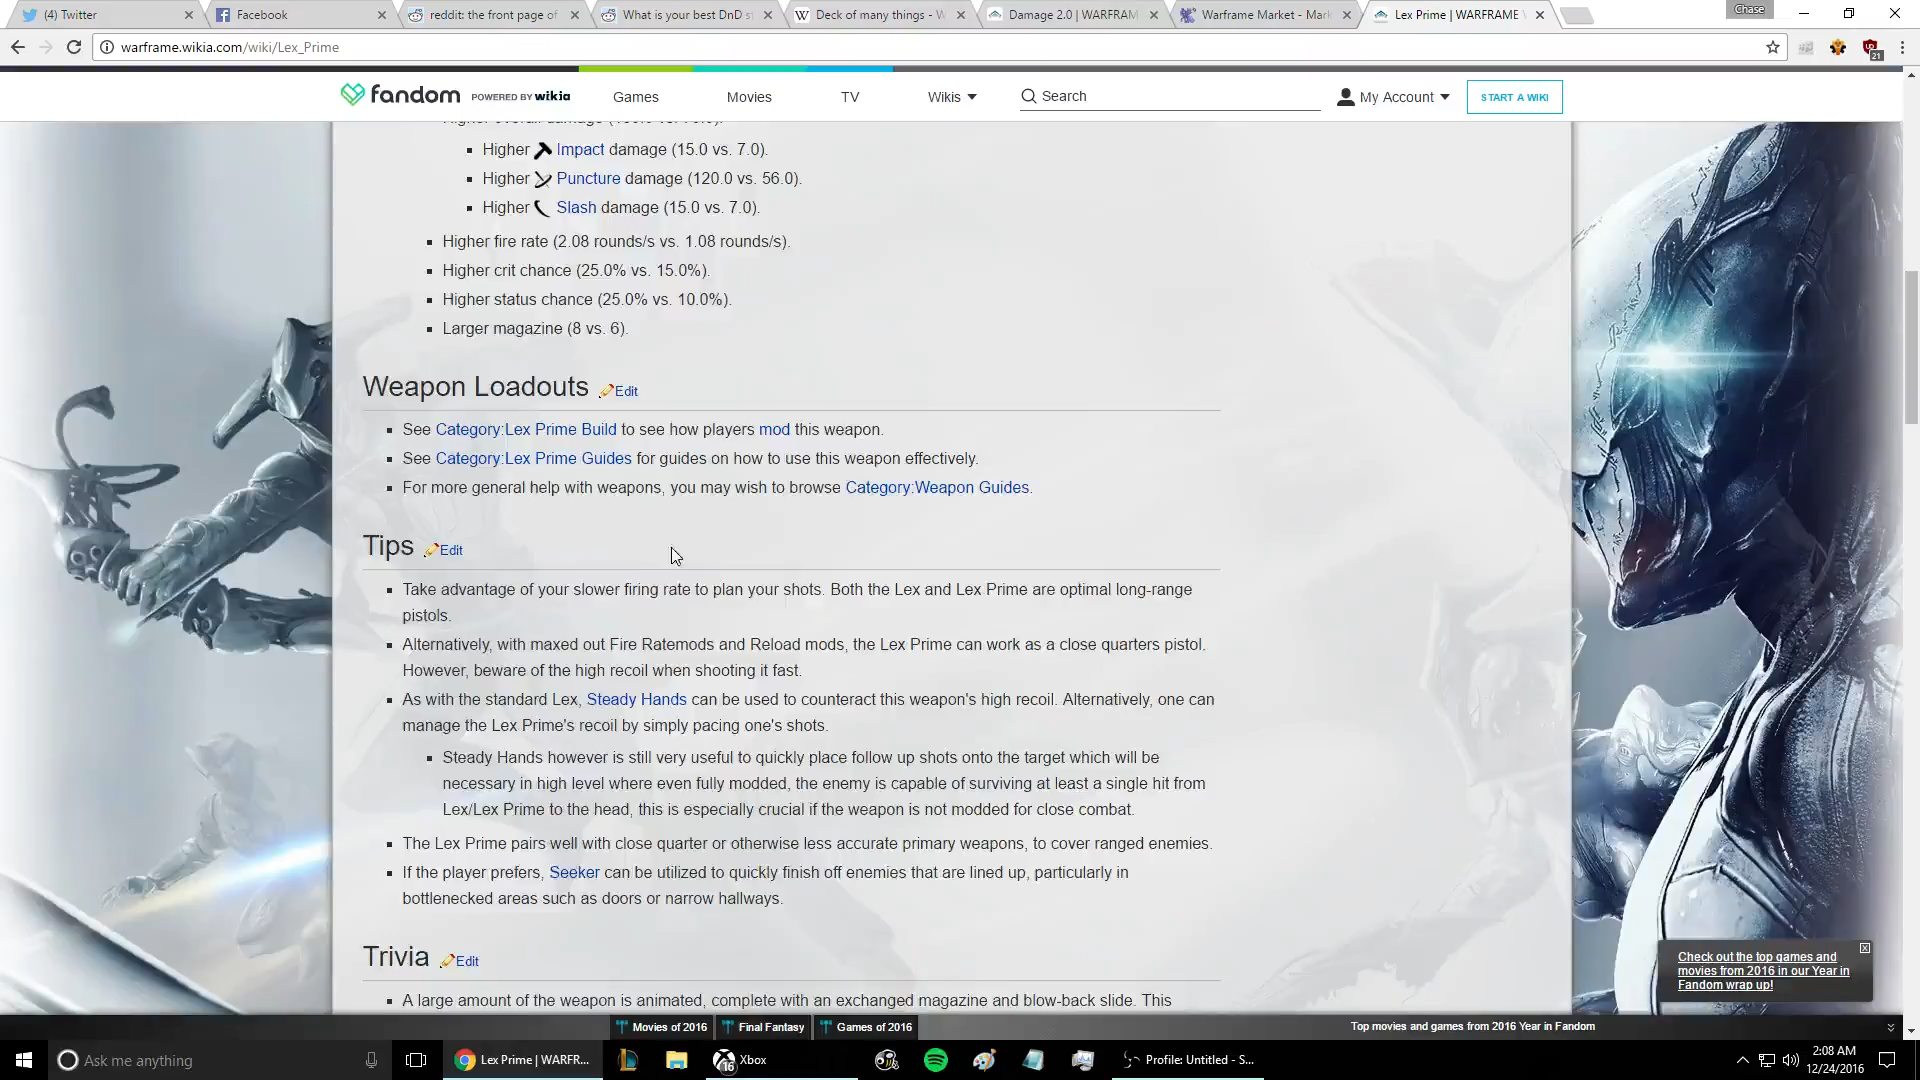 (4) Twitter
Facebook
reddit: the front page of
What is your best DnD st
Deck of many things - W
Damage 2.0 | WARFRAM
Warframe Market - Mark
Lex Prime | WARFRAME W
Chase
warframe.wikia.com/wiki/Lex_Prime
21
fandom POWERED BY wikia
Games
Movies
TV
Wikis
Search
My Account
START A WIKI
Higher Impact damage (15.0 vs. 7.0).
Higher Puncture damage (120.0 vs. 56.0).
Higher Slash damage (15.0 vs. 7.0).
Higher fire rate (2.08 rounds/s vs. 1.08 rounds/s).
Higher crit chance (25.0% vs. 15.0%).
Higher status chance (25.0% vs. 10.0%).
Larger magazine (8 vs. 6).
Weapon Loadouts Edit
See Category:Lex Prime Build to see how players mod this weapon.
See Category:Lex Prime Guides for guides on how to use this weapon effectively.
For more general help with weapons, you may wish to browse Category:Weapon Guides.
Tips Edit
Take advantage of your slower firing rate to plan your shots. Both the Lex and Lex Prime are optimal long-range
pistols.
Alternatively, with maxed out Fire Ratemods and Reload mods, the Lex Prime can work as a close quarters pistol.
However, beware of the high recoil when shooting it fast.
As with the standard Lex, Steady Hands can be used to counteract this weapon's high recoil. Alternatively, one can
manage the Lex Prime's recoil by simply pacing one's shots.
Steady Hands however is still very useful to quickly place follow up shots onto the target which will be
necessary in high level where even fully modded, the enemy is capable of surviving at least a single hit from
Lex/Lex Prime to the head, this is especially crucial if the weapon is not modded for close combat.
The Lex Prime pairs well with close quarter or otherwise less accurate primary weapons, to cover ranged enemies.
If the player prefers, Seeker can be utilized to quickly finish off enemies that are lined up, particularly in
bottlenecked areas such as doors or narrow hallways.
Trivia Edit
A large amount of the weapon is animated, complete with an exchanged magazine and blow-back slide. This
Check out the top games and
movies from 2016 in our Year in
Fandom wrap up!
Movies of 2016
Final Fantasy
Games of 2016
Top movies and games from 2016 Year in Fandom
Ask me anything
Lex Prime | WARFR...
16
Xbox
Profile: Untitled - S...
2:08 AM
12/24/2016